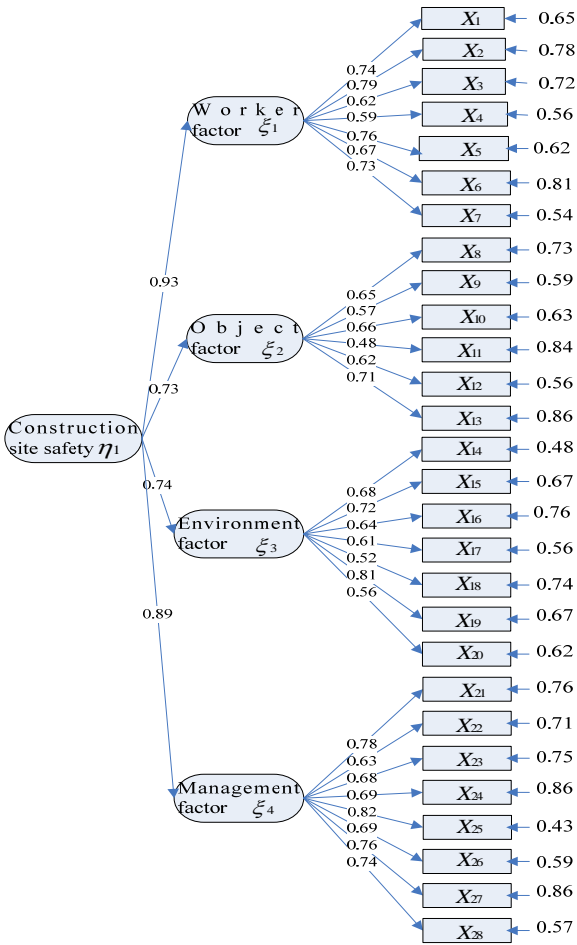 X1 0.65
X2 0.78
X3 0.72
X4 0.56
X5 0.62
X6 0.81
X7 0.54
0.74
0.79
0.62
0.59
0.76
0.67
0.73
Worker
factor ξ1
0.93
X8 0.73
X9 0.59
X10 0.63
X11 0.84
X12 0.56
X13 0.86
0.65
0.57
0.66
0.48
0.62
0.71
Object
factor ξ2
0.73
Construction
site safety η1
X14 0.48
X15 0.67
X16 0.76
X17 0.56
X18 0.74
X19 0.67
X20 0.62
0.68
0.72
0.64
0.61
0.52
0.81
0.56
Environment
factor ξ3
0.74
0.89
X21 0.76
X22 0.71
X23 0.75
X24 0.86
X25 0.43
X26 0.59
X27 0.86
X28 0.57
0.78
0.63
0.68
0.69
0.82
0.69
0.76
0.74
Management
factor ξ4